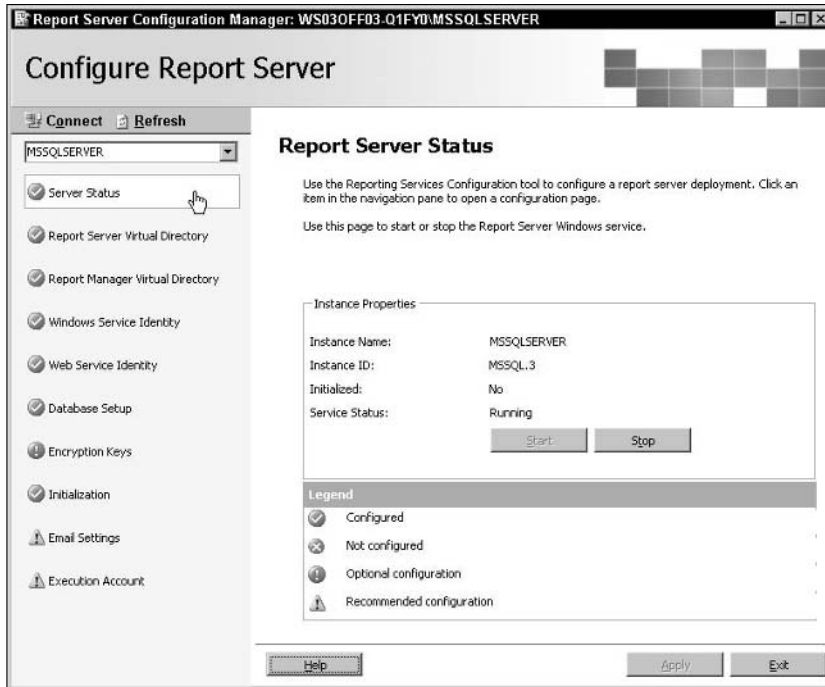 Report Server Configuration Manager: WS03OFF03-Q1FY0\MSSQLSERVER
Configure Report Server
Connect Refresh
MSSQLSERVER
Server Status
Report Server Virtual Directory
Report Manager Virtual Directory
Windows Service Identity
Web Service Identity
Database Setup
Encryption Keys
Initialization
Email Settings
Execution Account
Report Server Status
Use the Reporting Services Configuration tool to configure a report server deployment. Click an
item in the navigation pane to open a configuration page.
Use this page to start or stop the Report Server Windows service.
Instance Properties
Instance Name: MSSQLSERVER
Instance ID: MSSQL.3
Initialized: No
Service Status: Running
Start Stop
Legend
Configured
Not configured
Optional configuration
Recommended configuration
Help Apply Exit